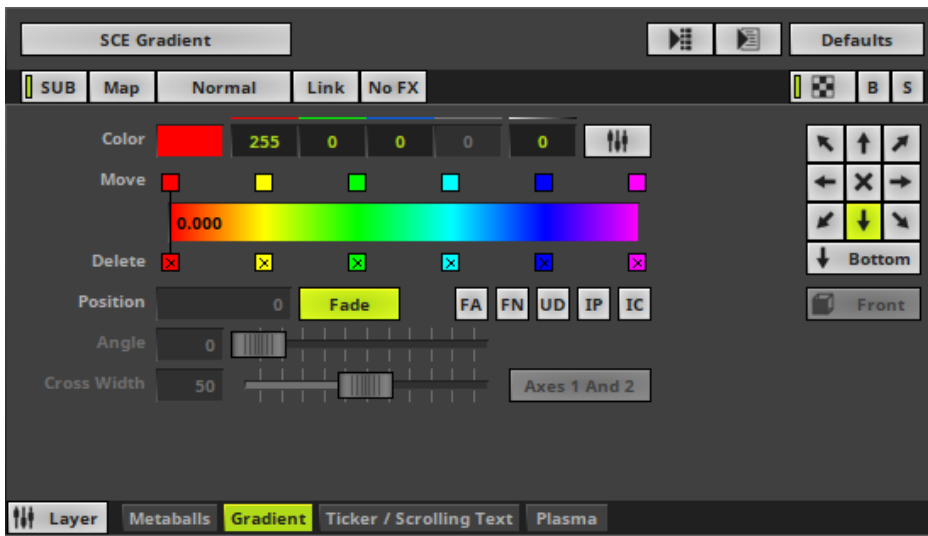 SCE Gradient Defaults
SUB Map Normal Link No FX B S
Color 255 0 0 0 0
Move
0.000
Delete
Bottom
Position 0 Fade FA FN UD IP IC Front
Angle 0
Cross Width 50 Axes 1 And 2
Layer Metaballs Gradient Ticker / Scrolling Text Plasma